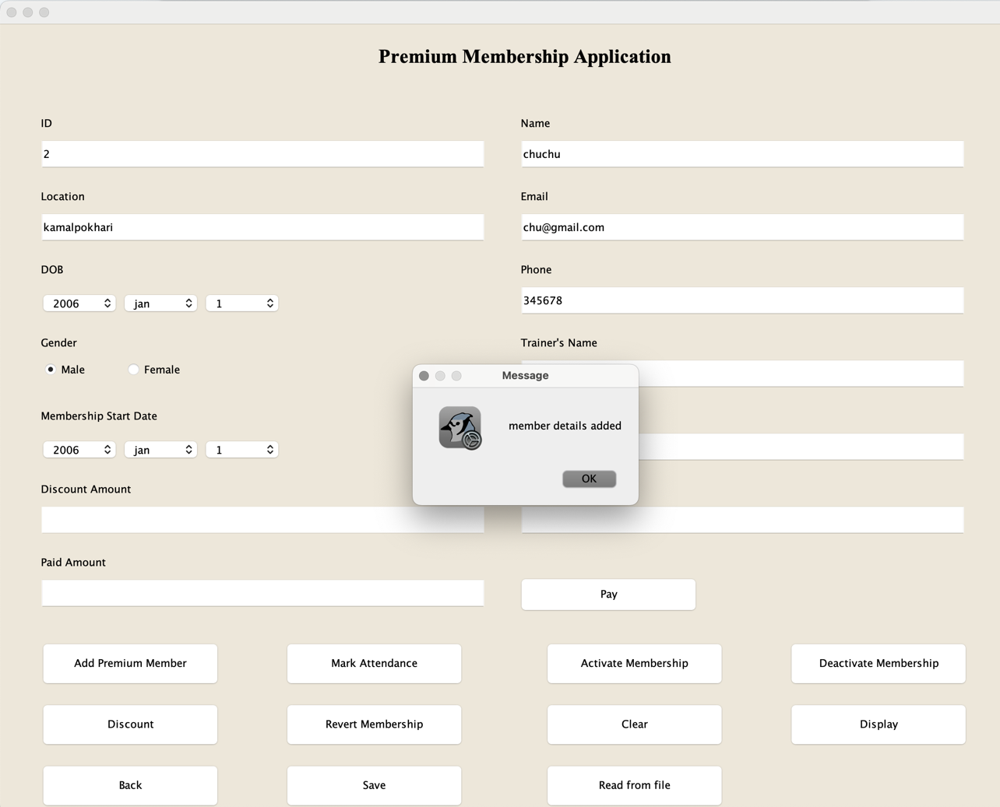 Premium Membership Application
ID
Name
2
chuchu
Location
Email
kamalpokhari
chu@gmail.com
DOB
Phone
2006 jan 1
345678
Gender
Trainer's Name
Male Female
Message
member details added
OK
Membership Start Date
2006 jan 1
Discount Amount
Paid Amount
Pay
Add Premium Member
Mark Attendance
Activate Membership
Deactivate Membership
Discount
Revert Membership
Clear
Display
Back
Save
Read from file